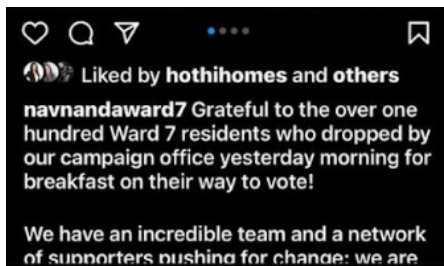 Liked by hothihomes and others
navnandaward7 Grateful to the over one
hundred Ward 7 residents who dropped by
our campaign office yesterday morning for
breakfast on their way to vote!
We have an incredible team and a network
of supporters pushing for change: we are